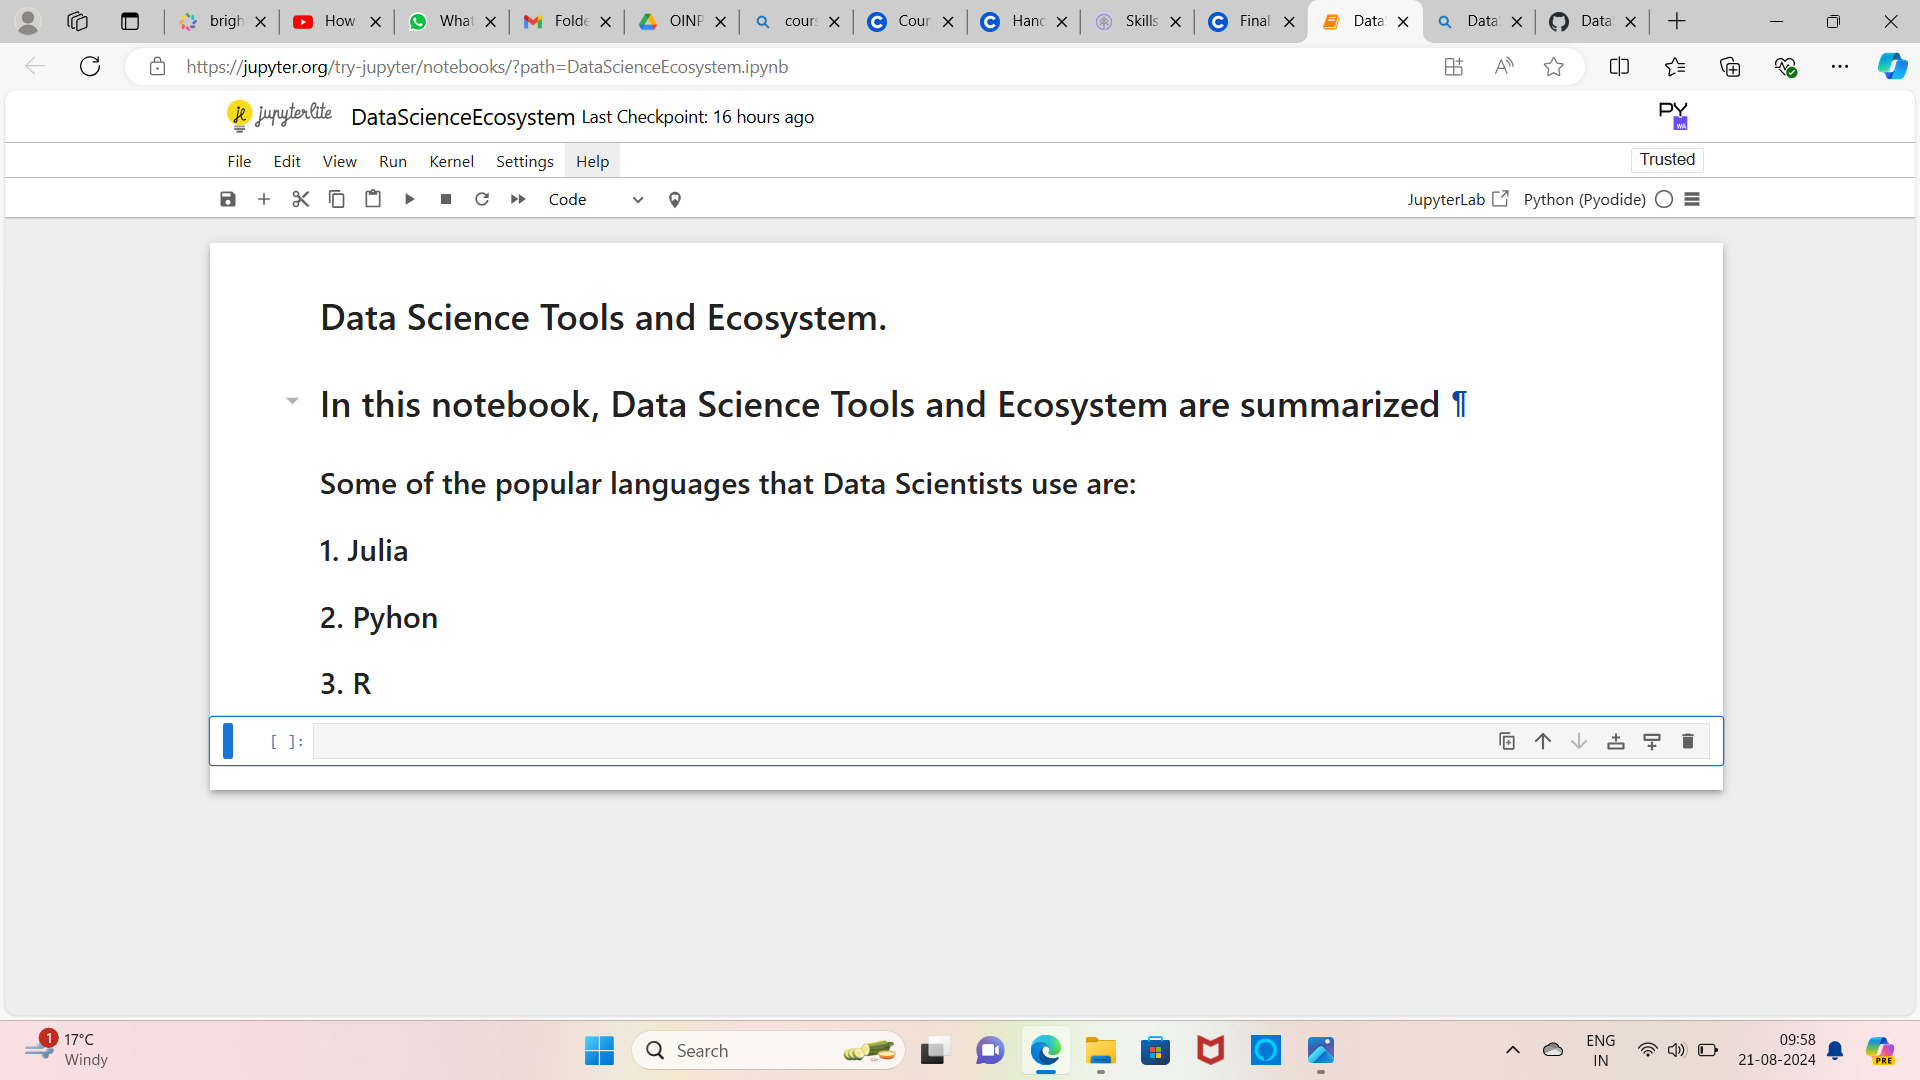 brigh
How
What
Folde
OINP
cours
Cour
Hanc
Skills
Final
Data
Data
Data
https://jupyter.org/try-jupyter/notebooks/?path=DataScienceEcosystem.ipynb
jupyterlite DataScienceEcosystem Last Checkpoint: 16 hours ago PY WA
File Edit View Run Kernel Settings Help Trusted
Code JupyterLab Python (Pyodide)
Data Science Tools and Ecosystem.
In this notebook, Data Science Tools and Ecosystem are summarized ¶
Some of the popular languages that Data Scientists use are:
1. Julia
2. Pyhon
3. R
[ ]:
1 17°C
Windy
Search
ENG
IN
09:58
21-08-2024
PRE